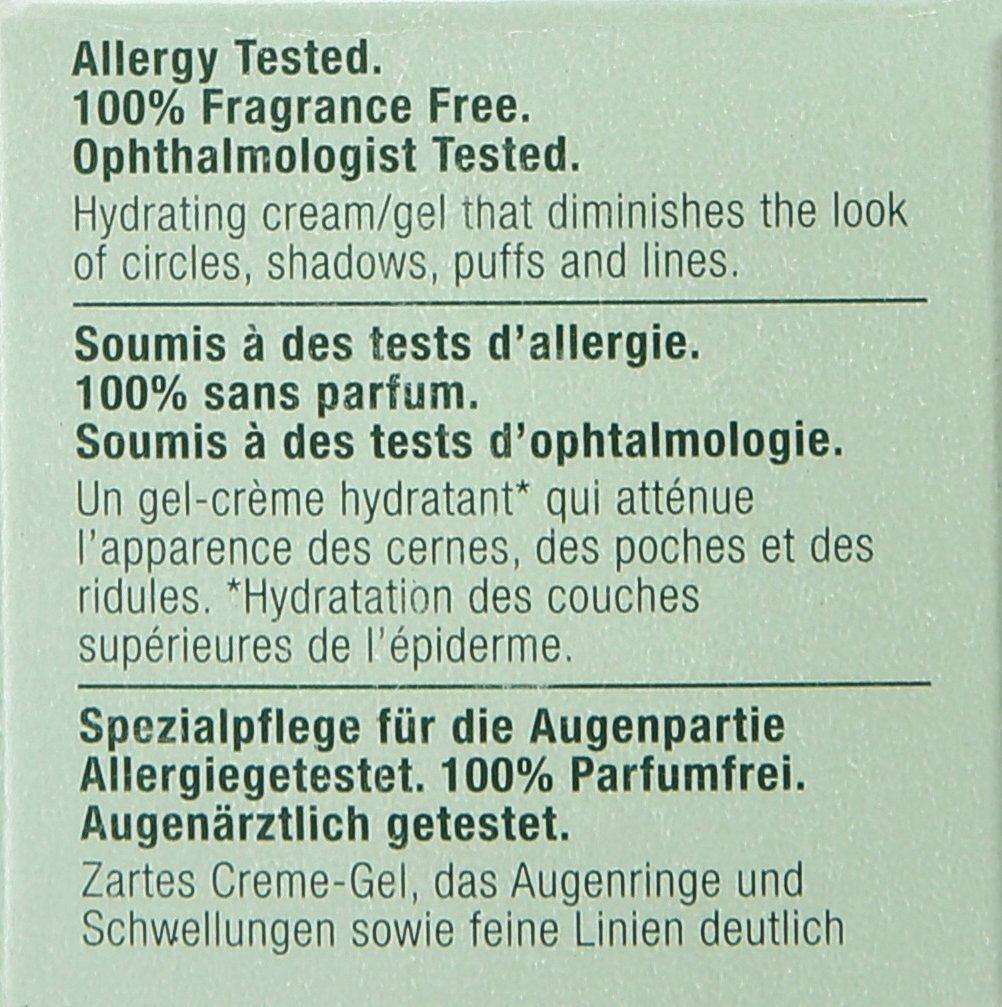 Allergy Tested.
100% Fragrance Free.
Ophthalmologist Tested.
Hydrating cream/gel that diminishes the look
of circles, shadows, puffs and lines.
Soumis à des tests d'allergie.
100% sans parfum.
Soumis à des tests d'ophtalmologie.
Un gel-crème hydratant* qui atténue
l'apparence des cernes, des poches et des
ridules. *Hydratation des couches
supérieures de l'épiderme.
Spezialpflege für die Augenpartie
Allergiegetestet. 100% Parfumfrei.
Augenärztlich getestet.
Zartes Creme-Gel, das Augenringe und
Schwellungen sowie feine Linien deutlich